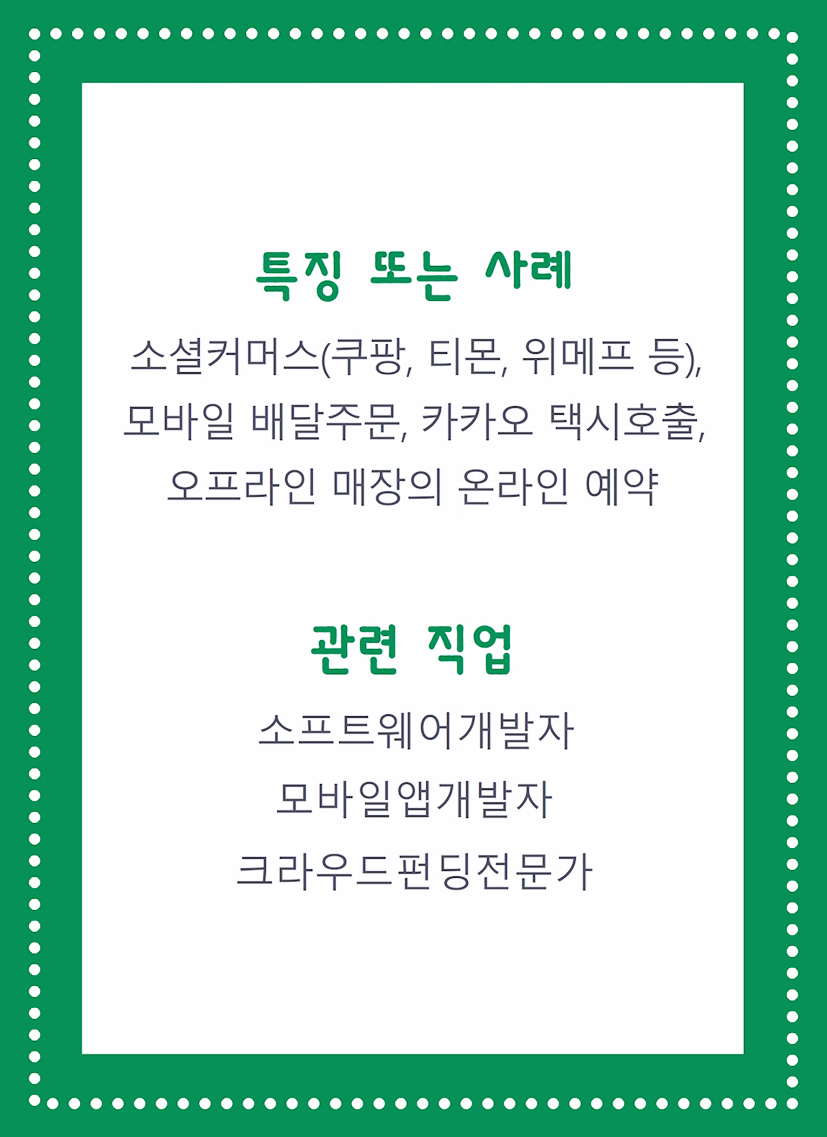 특징 또는 사례
소셜커머스(쿠팡, 티몬, 위메프 등),
모바일 배달주문, 카카오 택시호출,
오프라인 매장의 온라인 예약
관련 직업
소프트웨어개발자
모바일앱개발자
크라우드펀딩전문가